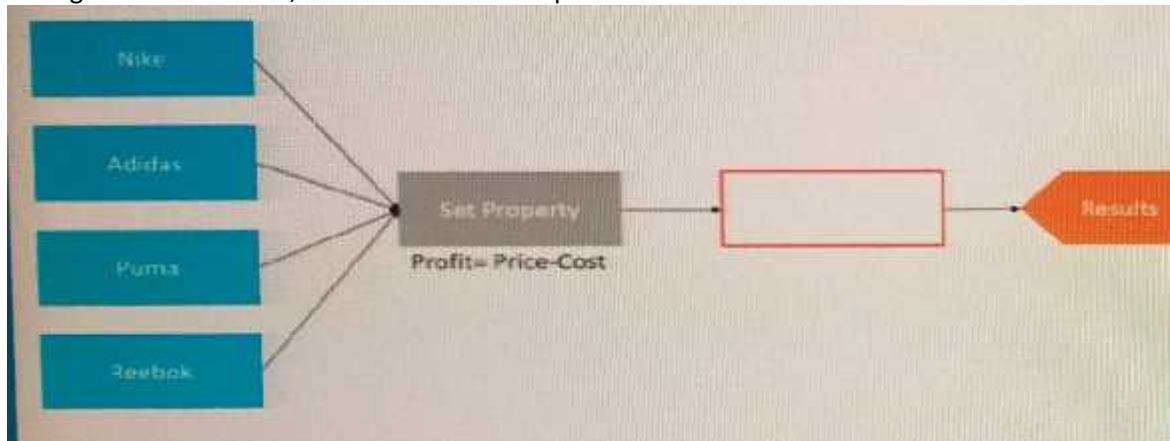 Nike
Adidas
Puma
Reebok
Set Property
Profit= Price-Cost
Results